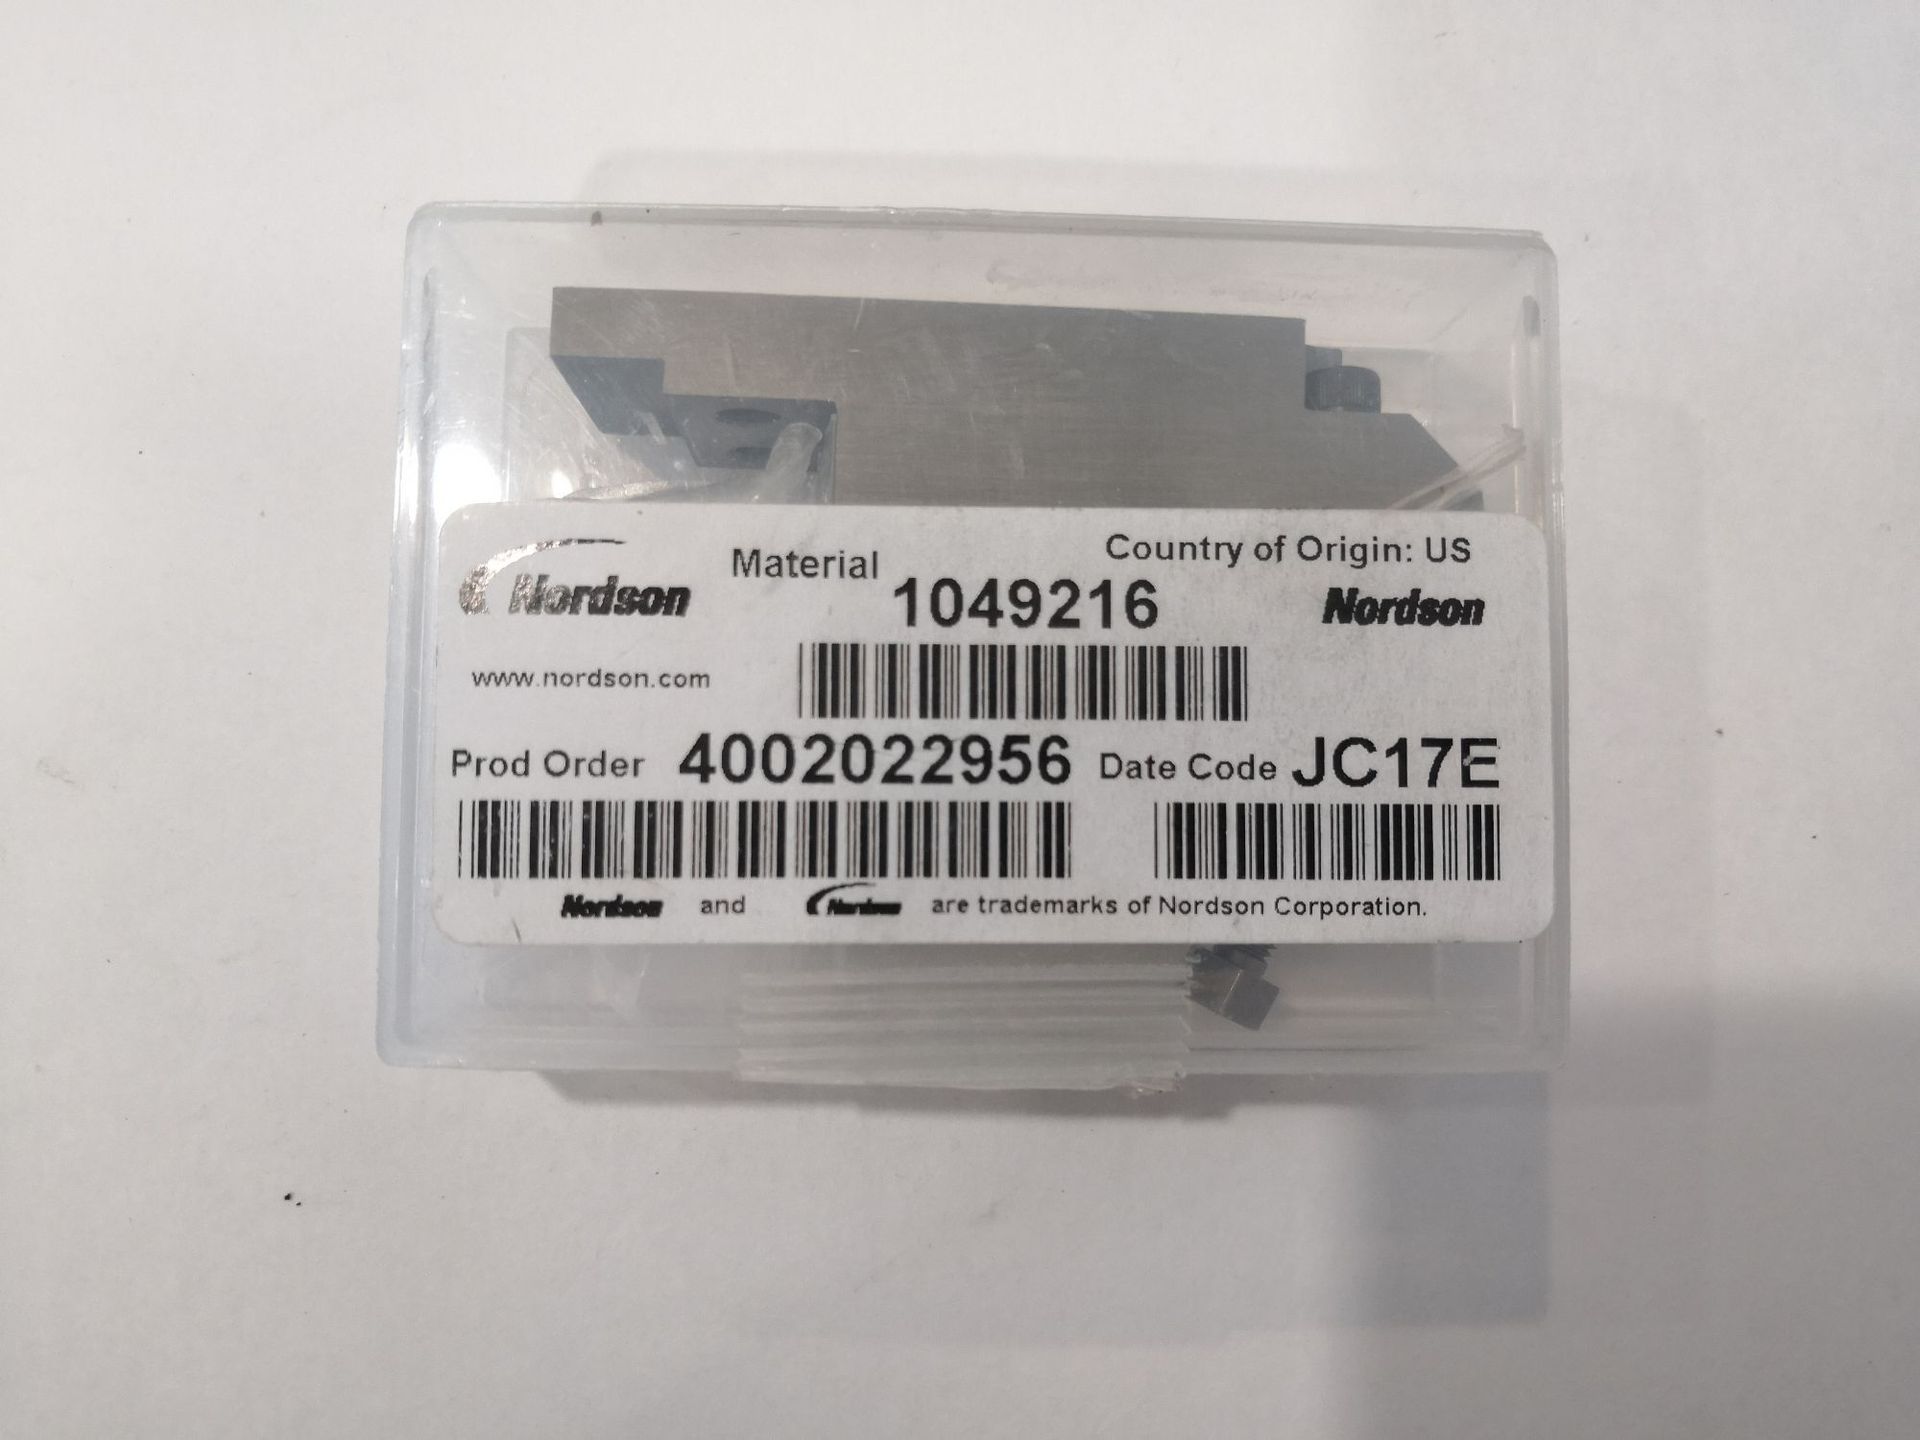 Country of Origin: US
Material
1049216
Nordson
Nordson
www.nordson.com
Prod Order 4002022956 Date Code JC17E
Nordson and Nordson are trademarks of Nordson Corporation.